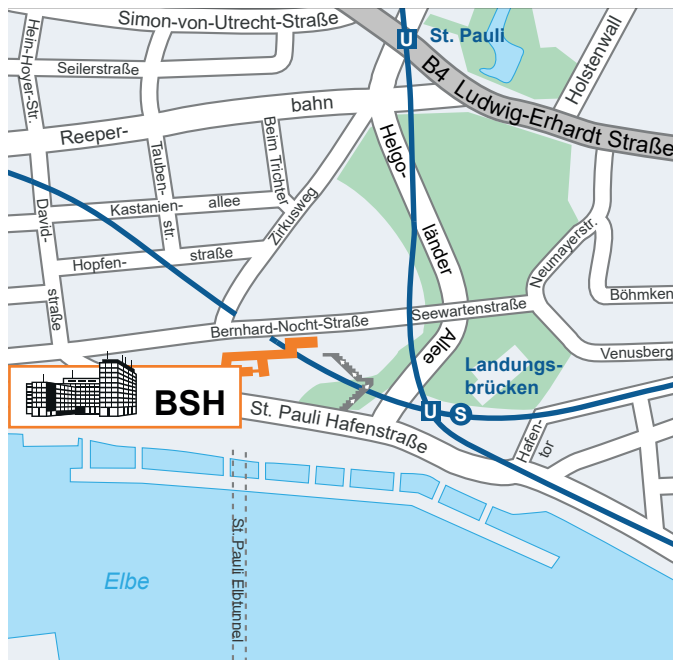 Simon-von-Utrecht-Straße
Hein-Hoyer-Str.
Seilerstraße
U
St. Pauli
B4 Ludwig-Erhardt Straße
Holstenwall
Reeper-
bahn
Tauben-
str.
Beim Trichter
Helgo-
länder
Allee
Kastanien-
allee
Zirkusweg
David-
straße
Hopfen-
straße
Neumayerstr.
Böhmken
Seewartenstraße
Bernhard-Nocht-Straße
Venusberg
Landungs-
brücken
U
S
BSH
St. Pauli Hafenstraße
Hafen-
tor
St. Pauli Elbtunnel
Elbe